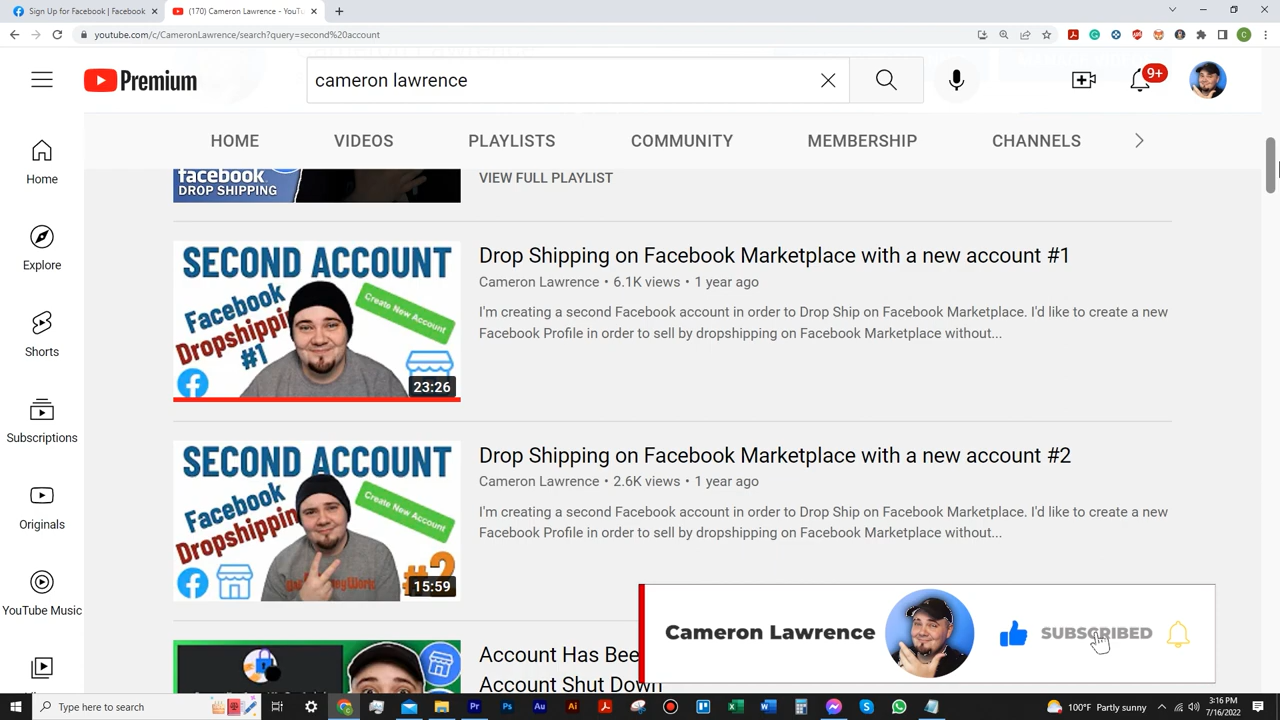 Sign Up for Facebook | Facebook
(170) Cameron Lawrence - YouTu
youtube.com/c/CameronLawrence/search?query=second%20account
Premium
cameron lawrence
9+
HOME
VIDEOS
PLAYLISTS
COMMUNITY
MEMBERSHIP
CHANNELS
Home
Explore
Shorts
Subscriptions
Originals
YouTube Music
facebook
DROP SHIPPING
VIEW FULL PLAYLIST
SECOND ACCOUNT
Facebook
Create New Account
#1
23:26
Drop Shipping on Facebook Marketplace with a new account #1
Cameron Lawrence • 6.1K views • 1 year ago
I'm creating a second Facebook account in order to Drop Ship on Facebook Marketplace. I'd like to create a new
Facebook Profile in order to sell by dropshipping on Facebook Marketplace without...
SECOND ACCOUNT
Facebook
Create New Account
15:59
Drop Shipping on Facebook Marketplace with a new account #2
Cameron Lawrence • 2.6K views • 1 year ago
I'm creating a second Facebook account in order to Drop Ship on Facebook Marketplace. I'd like to create a new
Facebook Profile in order to sell by dropshipping on Facebook Marketplace without...
Account Has Bee
Account Shut Down
Cameron Lawrence
SUBSCRIBED
Type here to search
100°F Partly sunny
3:16 PM
7/16/2022